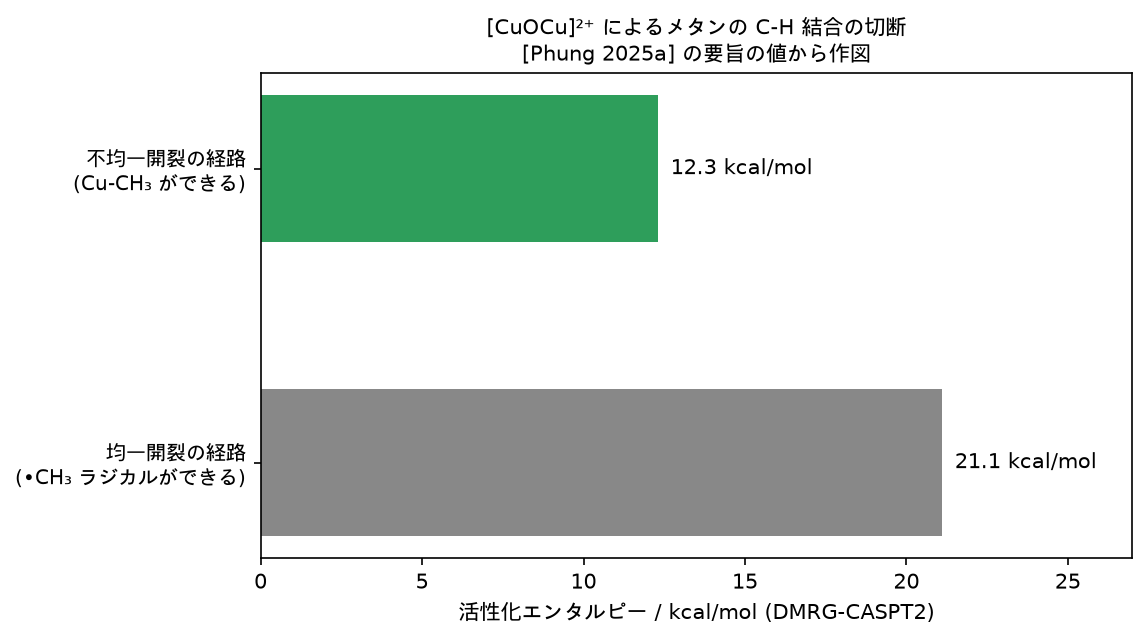 [CuOCu]²⁺ によるメタンの C-H 結合の切断
[Phung 2025a] の要旨の値から作図
不均一開裂の経路
(Cu-CH₃ ができる)
12.3 kcal/mol
均一開裂の経路
(•CH₃ ラジカルができる)
21.1 kcal/mol
0 5 10 15 20 25
活性化エンタルピー / kcal/mol (DMRG-CASPT2)